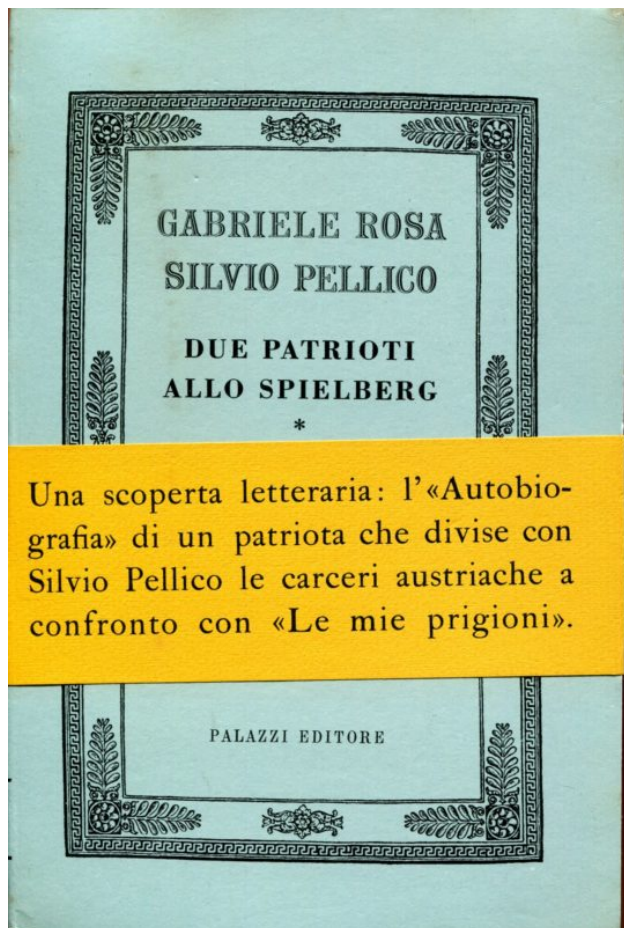 GABRIELE ROSA
SILVIO PELLICO
DUE PATRIOTI
ALLO SPIELBERG
*
Una scoperta letteraria: l'«Autobio-
grafia» di un patriota che divise con
Silvio Pellico le carceri austriache a
confronto con «Le mie prigioni».
PALAZZI EDITORE